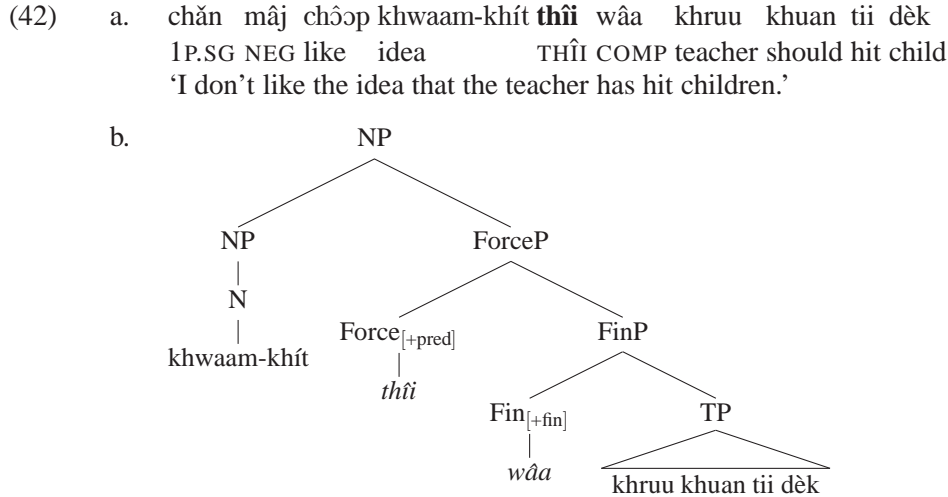 (42) a. chǎn mâj chɔ̂ɔp khwaam-khít thîi wâa khruu khuan tii dèk
1P.SG NEG like idea THÎI COMP teacher should hit child
‘I don’t like the idea that the teacher has hit children.’
b. NP
NP ForceP
N Force[+pred] FinP
khwaam-khít thîi Fin[+fin] TP
wâa khruu khuan tii dèk